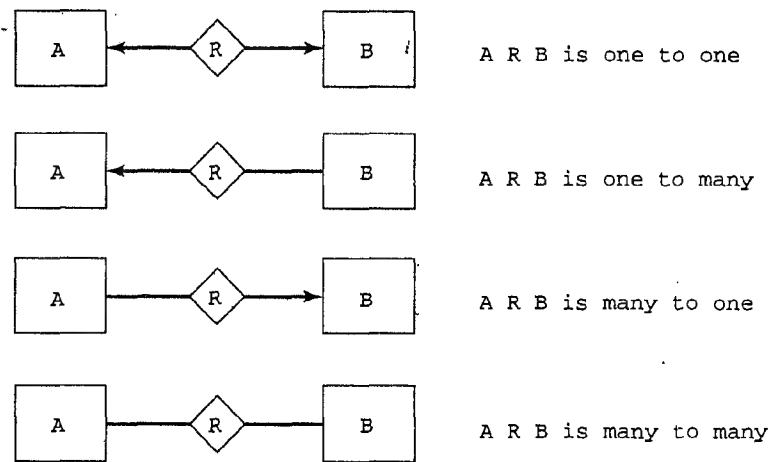 A R B A R B is one to one
A R B A R B is one to many
A R B A R B is many to one
A R B A R B is many to many